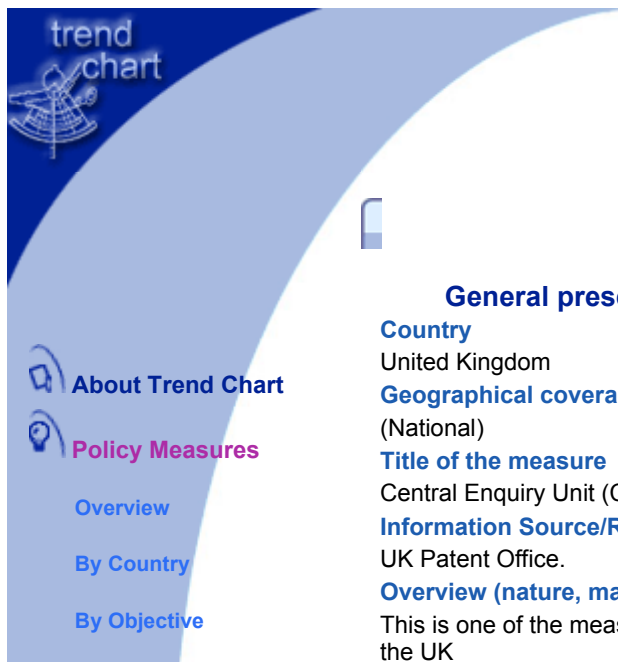 trend
chart
General pres
Country
United Kingdom
Geographical covera
(National)
Title of the measure
Central Enquiry Unit (
Information Source/R
UK Patent Office.
Overview (nature, ma
This is one of the meas
the UK
About Trend Chart
Policy Measures
Overview
By Country
By Objective